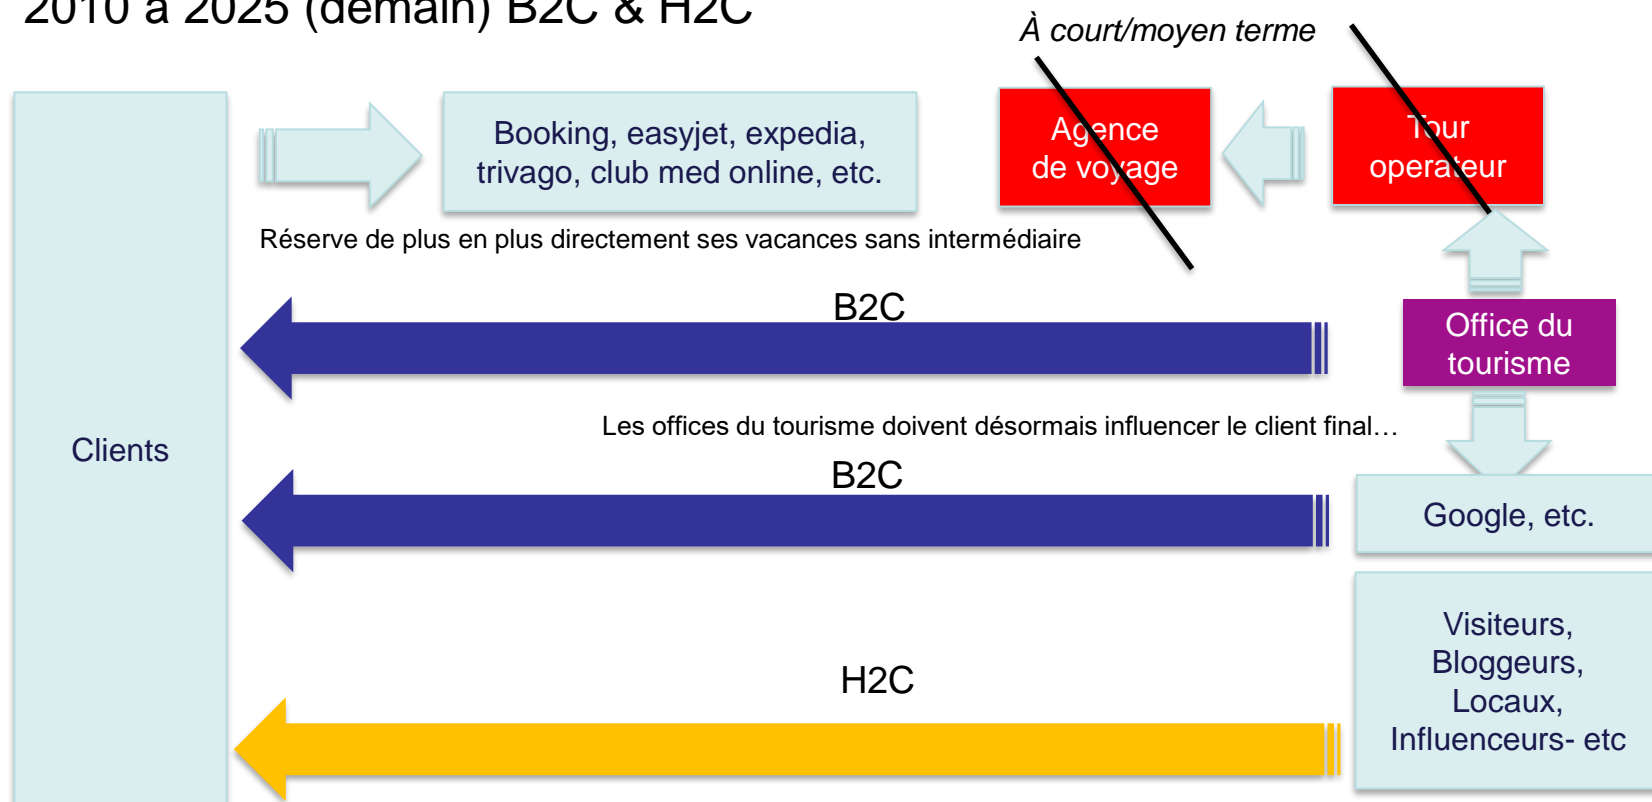 2010 à 2025 (demain) B2C & H2C
À court/moyen terme
Booking, easyjet, expedia,
trivago, club med online, etc.
Agence
de voyage
Tour
operateur
Réserve de plus en plus directement ses vacances sans intermédiaire
B2C
Office du
tourisme
Les offices du tourisme doivent désormais influencer le client final…
Clients
B2C
Google, etc.
Visiteurs,
Bloggeurs,
Locaux,
Influenceurs- etc
H2C